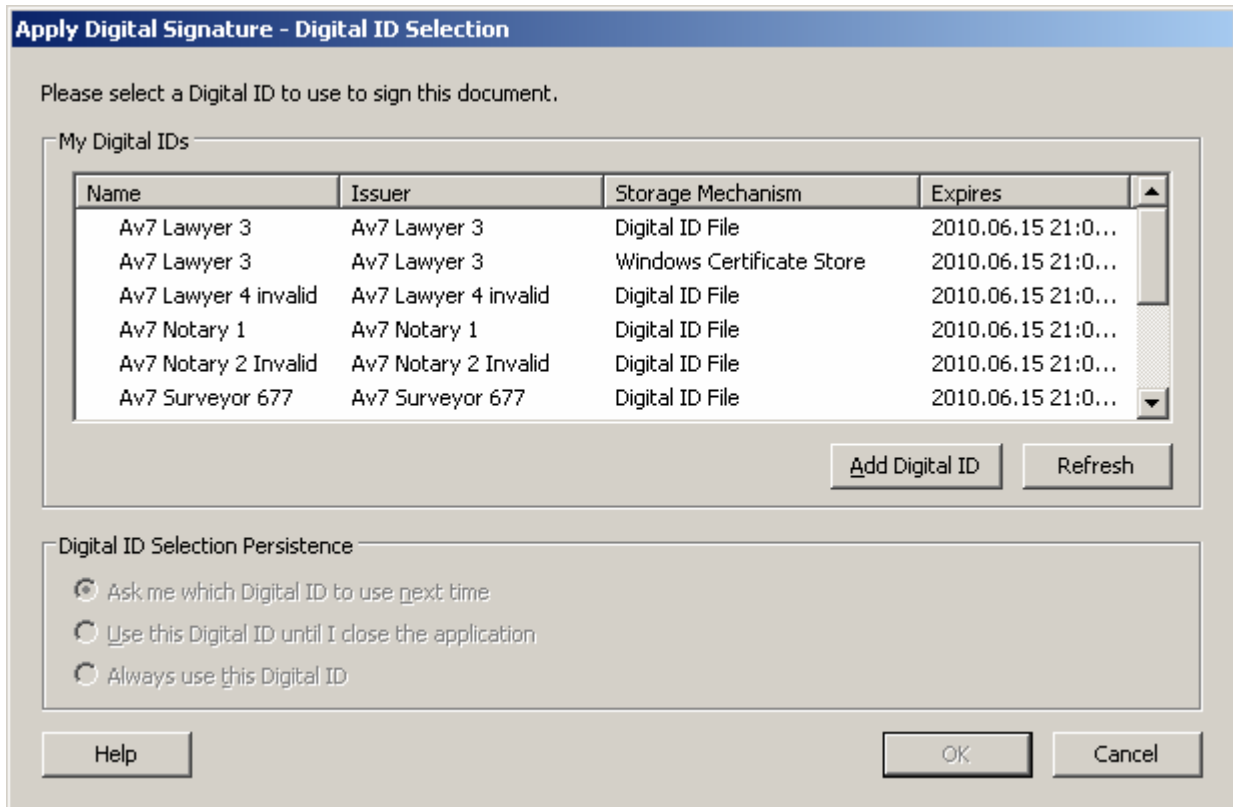 Apply Digital Signature - Digital ID Selection
Please select a Digital ID to use to sign this document.
My Digital IDs
Name Issuer Storage Mechanism Expires
Av7 Lawyer 3 Av7 Lawyer 3 Digital ID File 2010.06.15 21:0...
Av7 Lawyer 3 Av7 Lawyer 3 Windows Certificate Store 2010.06.15 21:0...
Av7 Lawyer 4 invalid Av7 Lawyer 4 invalid Digital ID File 2010.06.15 21:0...
Av7 Notary 1 Av7 Notary 1 Digital ID File 2010.06.15 21:0...
Av7 Notary 2 Invalid Av7 Notary 2 Invalid Digital ID File 2010.06.15 21:0...
Av7 Surveyor 677 Av7 Surveyor 677 Digital ID File 2010.06.15 21:0...
Add Digital ID Refresh
Digital ID Selection Persistence
Ask me which Digital ID to use next time
Use this Digital ID until I close the application
Always use this Digital ID
Help OK Cancel